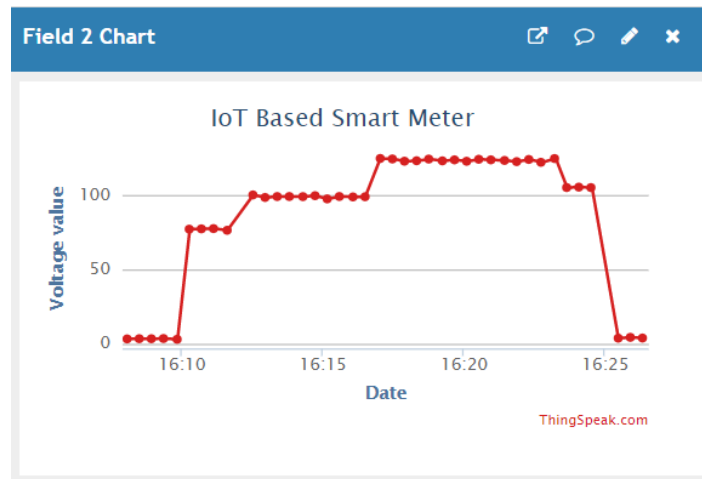 Field 2 Chart
IoT Based Smart Meter
Voltage value
100
50
0
16:10 16:15 16:20 16:25
Date
ThingSpeak.com